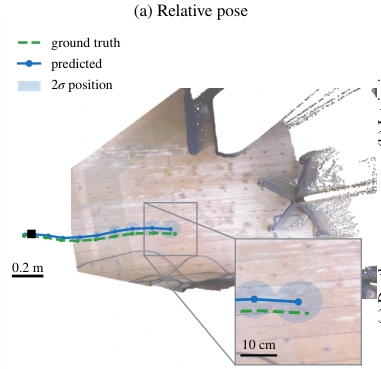 (a) Relative pose
ground truth
predicted
2σ position
0.2 m
10 cm